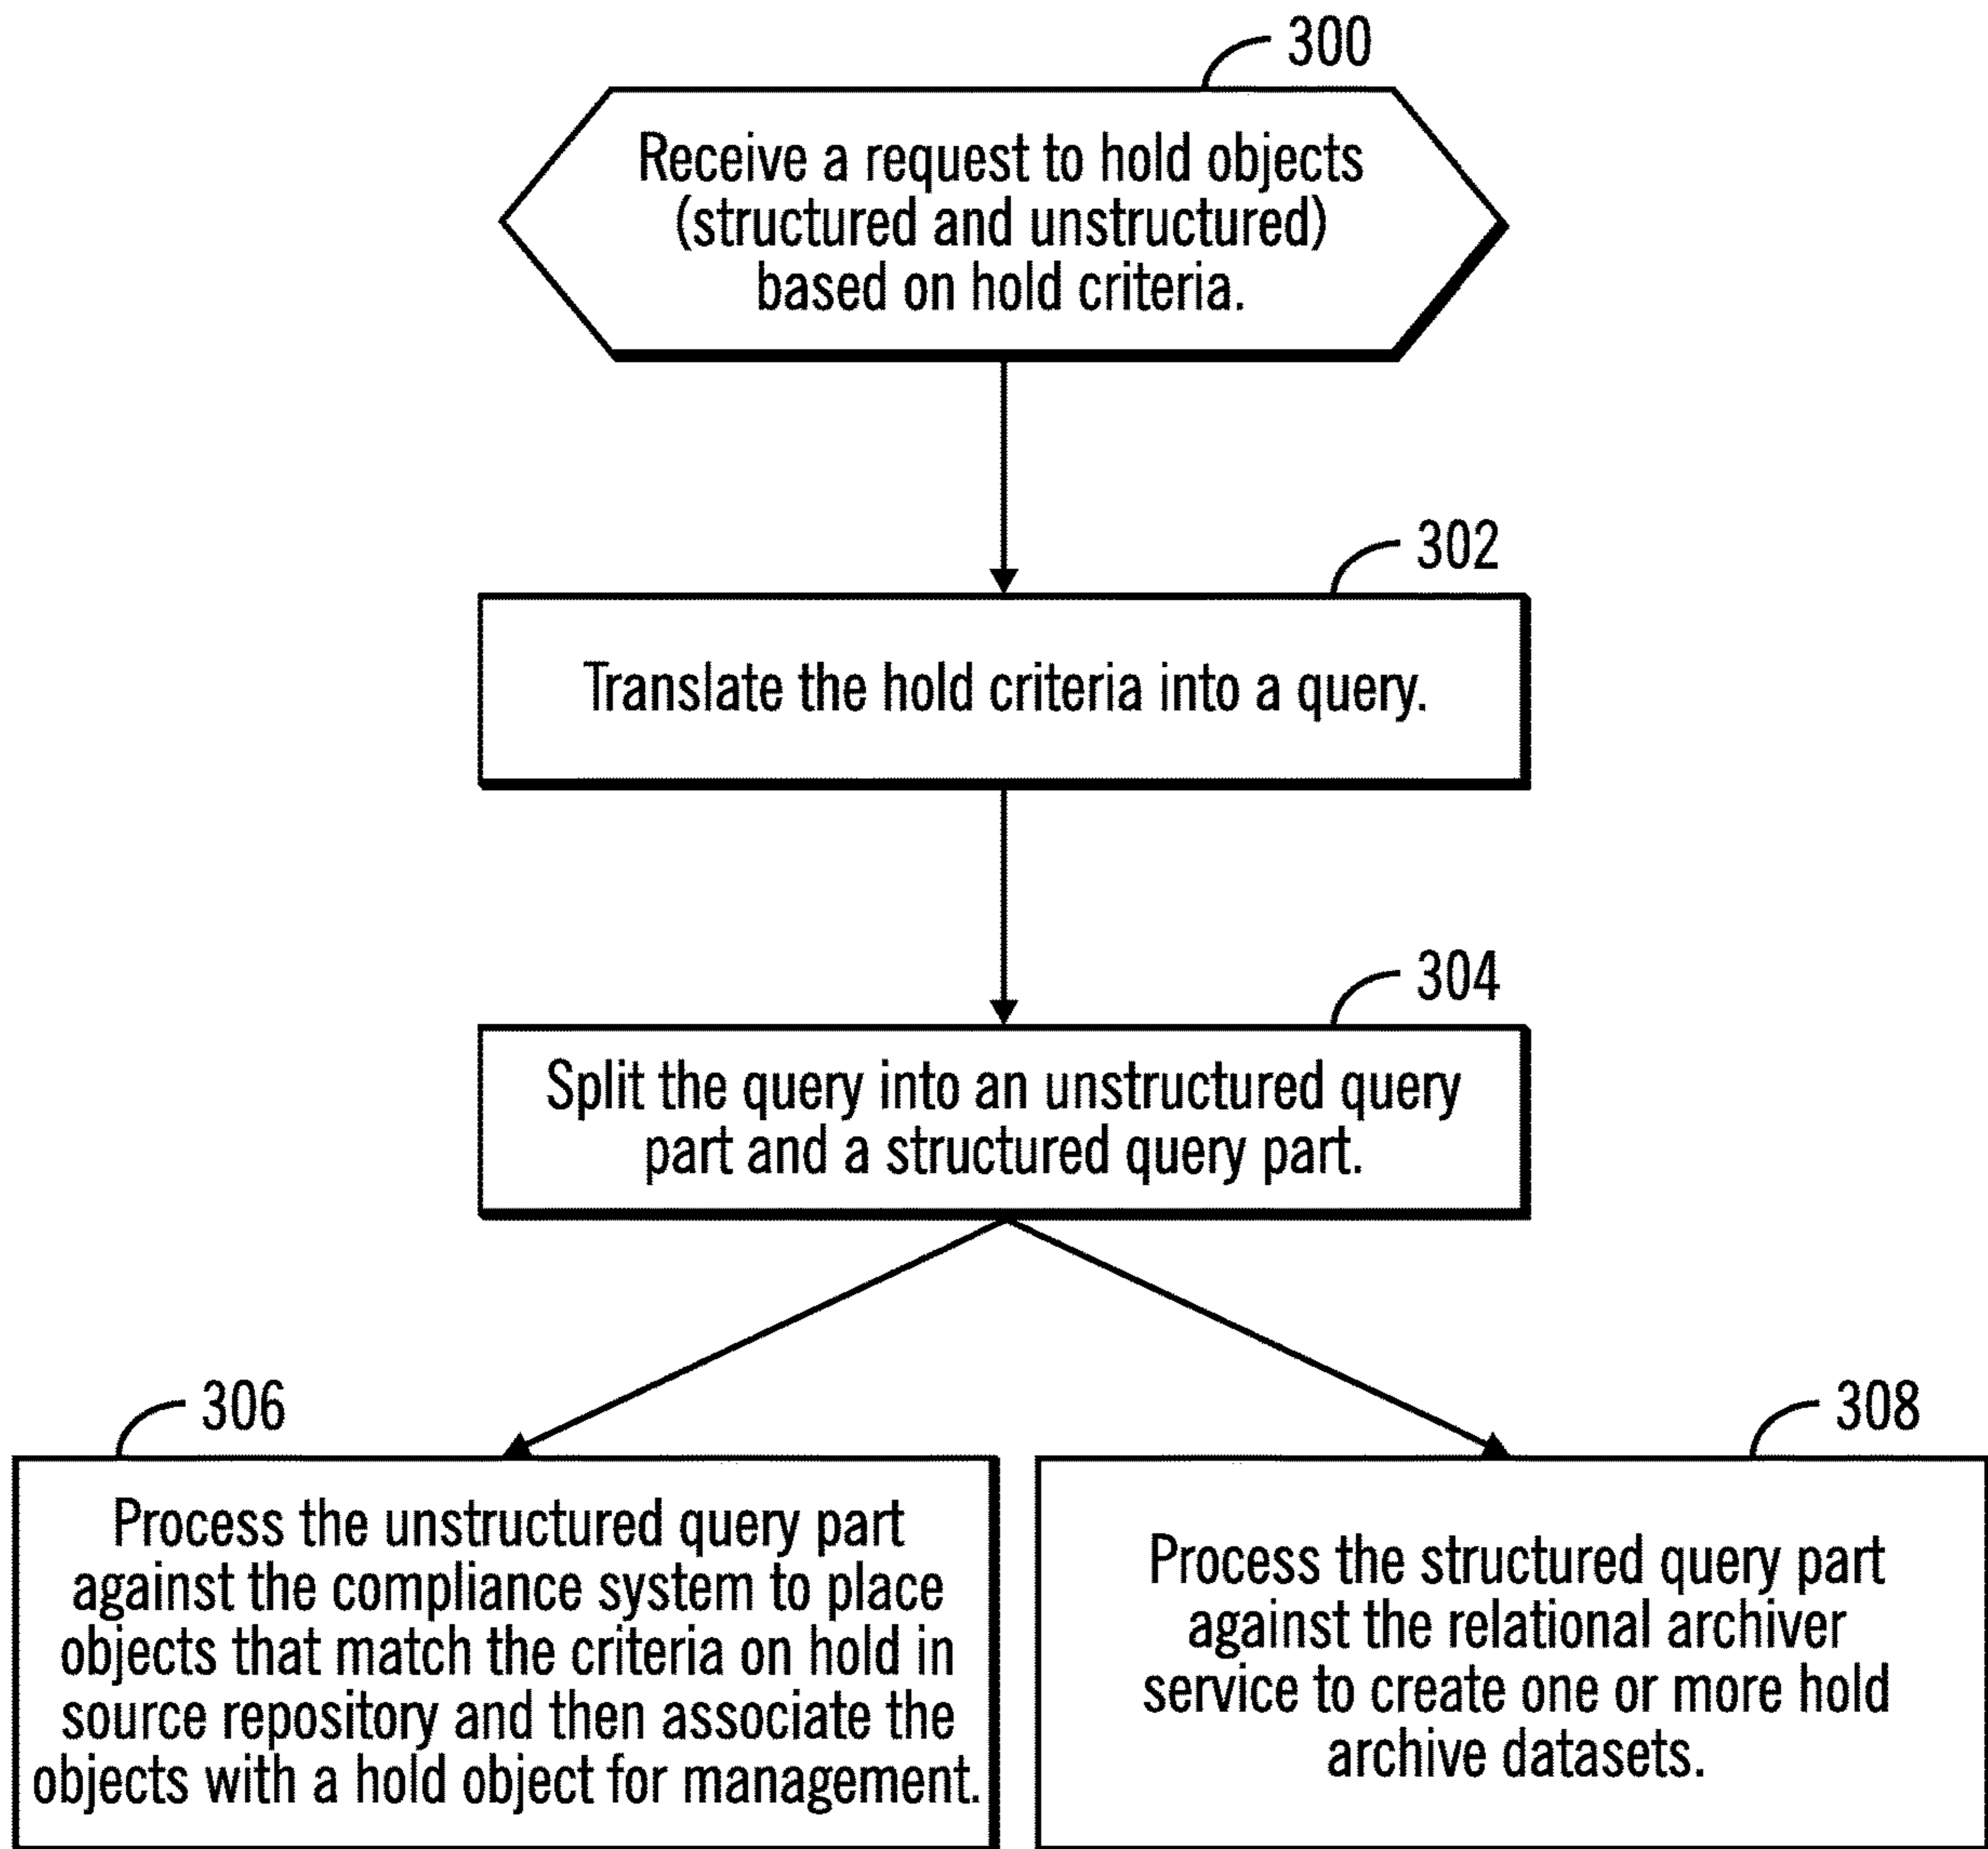 300
Receive a request to hold objects
(structured and unstructured)
based on hold criteria.
302
Translate the hold criteria into a query.
304
Split the query into an unstructured query
part and a structured query part.
306
Process the unstructured query part
against the compliance system to place
objects that match the criteria on hold in
source repository and then associate the
objects with a hold object for management.
308
Process the structured query part
against the relational archiver
service to create one or more hold
archive datasets.